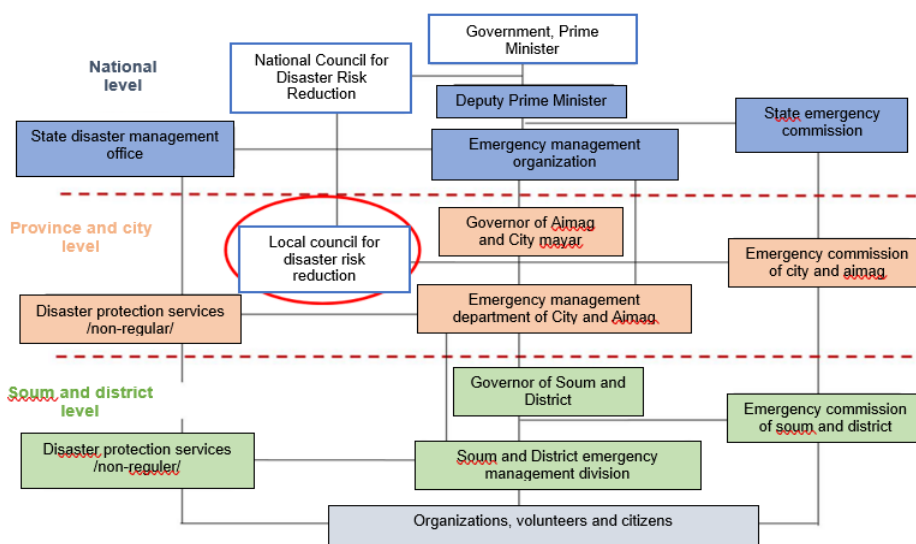 Government, Prime
Minister
National
level
National Council for
Disaster Risk
Reduction
Deputy Prime Minister
State emergency
commission
State disaster management
office
Emergency management
organization
Province and city
level
Governor of Aimag
and City mayar
Local council for
disaster risk
reduction
Emergency commission
of city and aimag
Disaster protection services
/non-regular/
Emergency management
department of City and Aimag
Soum and district
level
Governor of Soum and
District
Emergency commission
of soum and district
Disaster protection services
/non-reguler/
Soum and District emergency
management division
Organizations, volunteers and citizens